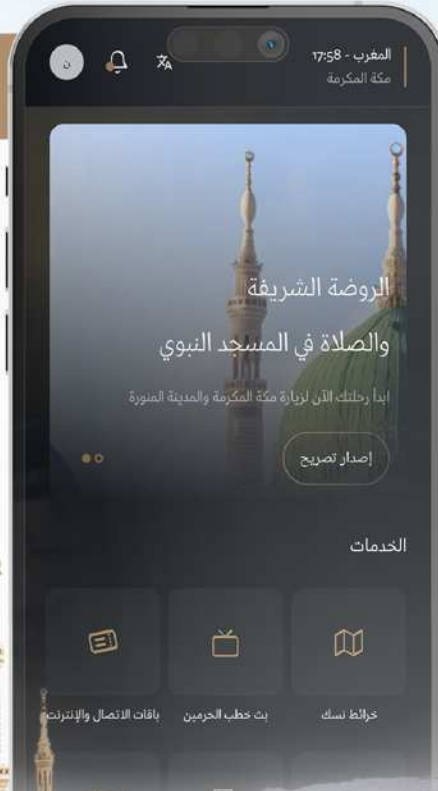 المغرب - 17:58
مكة المكرمة
ن
الروضة الشريفة
والصلاة في المسجد النبوي
ابدأ رحلتك الآن لزيارة مكة المكرمة والمدينة المنورة
إصدار تصريح
الخدمات
خرائط نسك
بث خطب الحرمين
باقات الاتصال والإنترنت